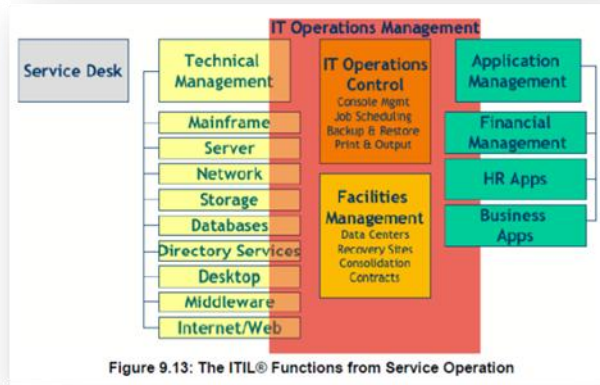 IT Operations Management
Service Desk
Technical
Management
Mainframe
Server
Network
Storage
Databases
Directory Services
Desktop
Middleware
Internet/Web
IT Operations
Control
Console Mgmt
Job Scheduling
Backup & Restore
Print & Output
Facilities
Management
Data Centers
Recovery Sites
Consolidation
Contracts
Application
Management
Financial
Management
HR Apps
Business
Apps
Figure 9.13: The ITIL® Functions from Service Operation